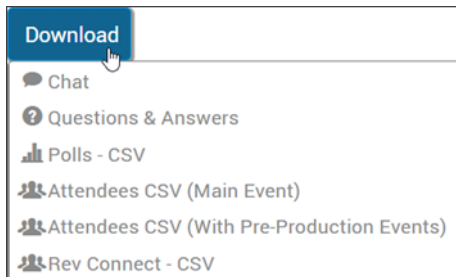 Download
Chat
Questions & Answers
Polls - CSV
Attendees CSV (Main Event)
Attendees CSV (With Pre-Production Events)
Rev Connect - CSV